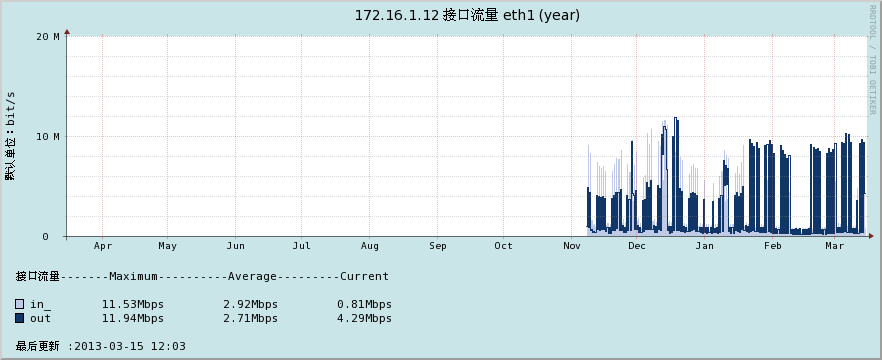 172.16.1.12 接口流量 eth1 (year)
RRDTOOL / TOBI OETIKER
默认单位：bit/s
20 M
10 M
0
Apr May Jun Jul Aug Sep Oct Nov Dec Jan Feb Mar
接口流量-------Maximum----------Average---------Current
in_ 11.53Mbps 2.92Mbps 0.81Mbps
out 11.94Mbps 2.71Mbps 4.29Mbps
最后更新 :2013-03-15 12:03